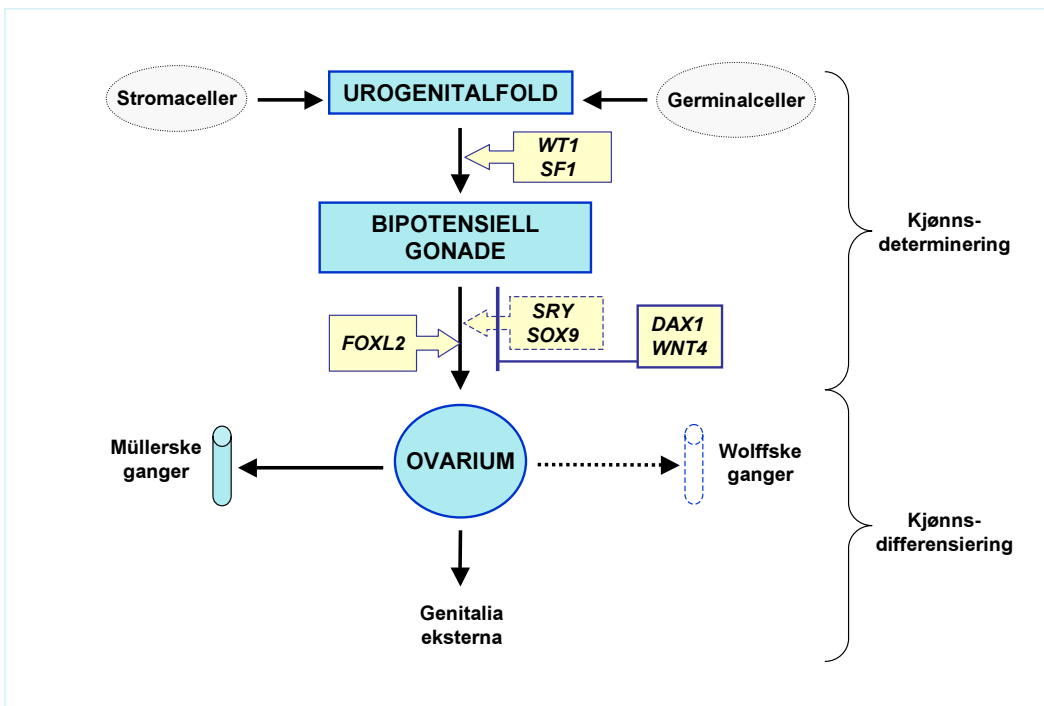 Stromaceller
UROGENITALFOLD
Germinalceller
WT1
SF1
BIPOTENSIELL
GONADE
Kjønns-
determinering
FOXL2
SRY
SOX9
DAX1
WNT4
Müllerske
ganger
OVARIUM
Wolffske
ganger
Kjønns-
differensiering
Genitalia
eksterna